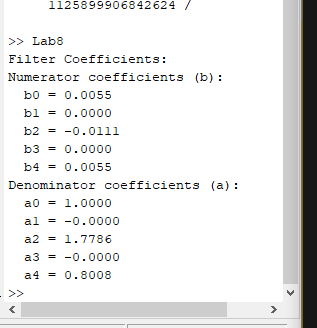 1125899906842624 /
>> Lab8
Filter Coefficients:
Numerator coefficients (b):
b0 = 0.0055
b1 = 0.0000
b2 = -0.0111
b3 = 0.0000
b4 = 0.0055
Denominator coefficients (a):
a0 = 1.0000
a1 = -0.0000
a2 = 1.7786
a3 = -0.0000
a4 = 0.8008
>>